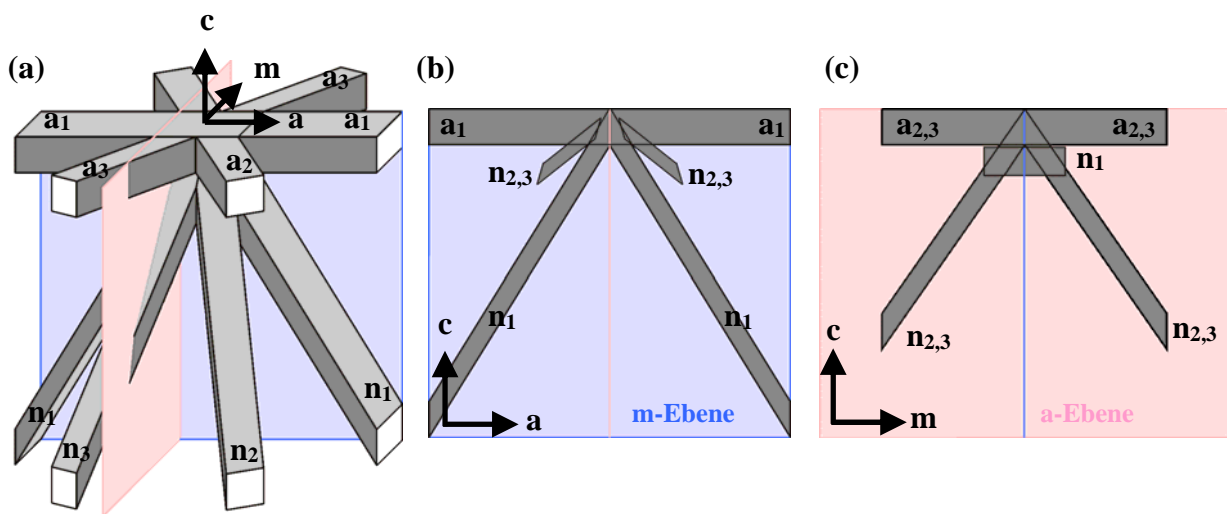 (a)
c
m
a₃
a₁
a
a₁
a₃
a₂
n₁
n₁
n₃
n₂
(b)
a₁
a₁
n₂,₃
n₂,₃
n₁
n₁
c
a
m-Ebene
(c)
a₂,₃
a₂,₃
n₁
n₂,₃
n₂,₃
c
m
a-Ebene